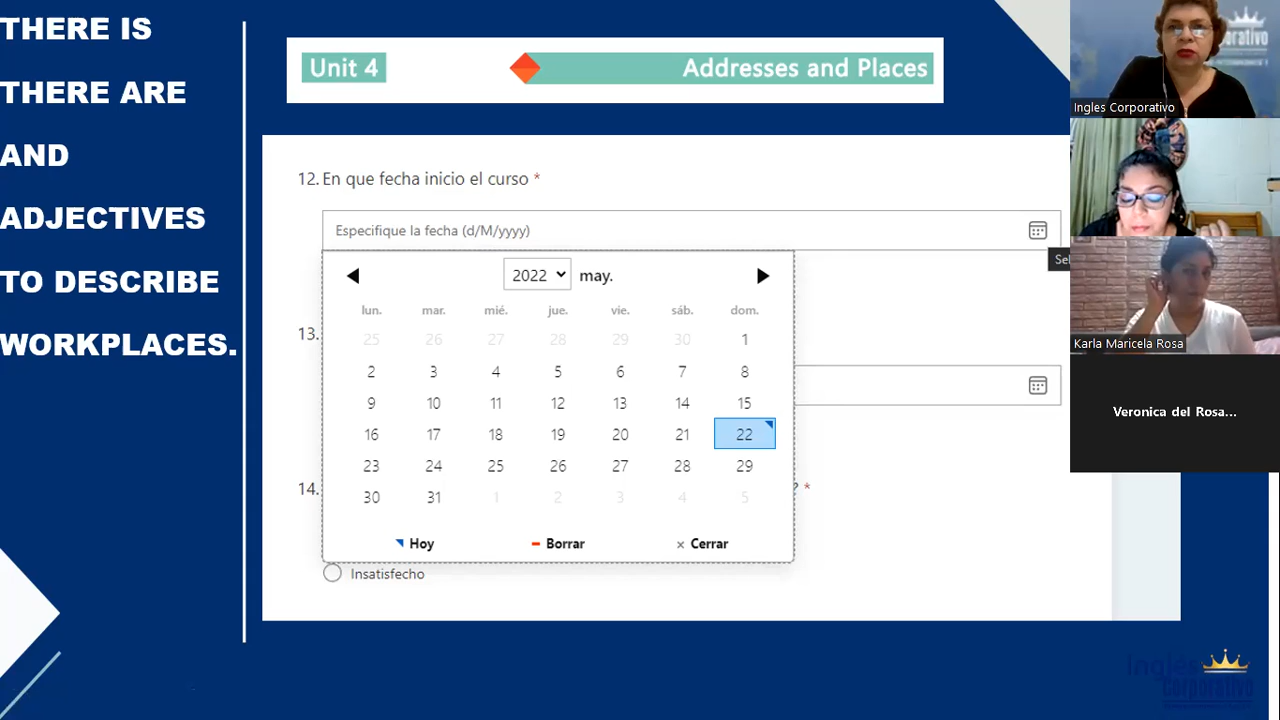 THERE IS
THERE ARE
AND
ADJECTIVES
TO DESCRIBE
WORKPLACES.
Unit 4
Addresses and Places
12. En que fecha inicio el curso *
Especifique la fecha (d/M/yyyy)
2022 may.
lun. mar. mié. jue. vie. sáb. dom.
25 26 27 28 29 30 1
2 3 4 5 6 7 8
9 10 11 12 13 14 15
16 17 18 19 20 21 22
23 24 25 26 27 28 29
30 31 1 2 3 4 5
Hoy Borrar Cerrar
13.
14. ? *
Insatisfecho
Ingles Corporativo
Karla Maricela Rosa
Veronica del Rosa...
Inglés
Corporativo